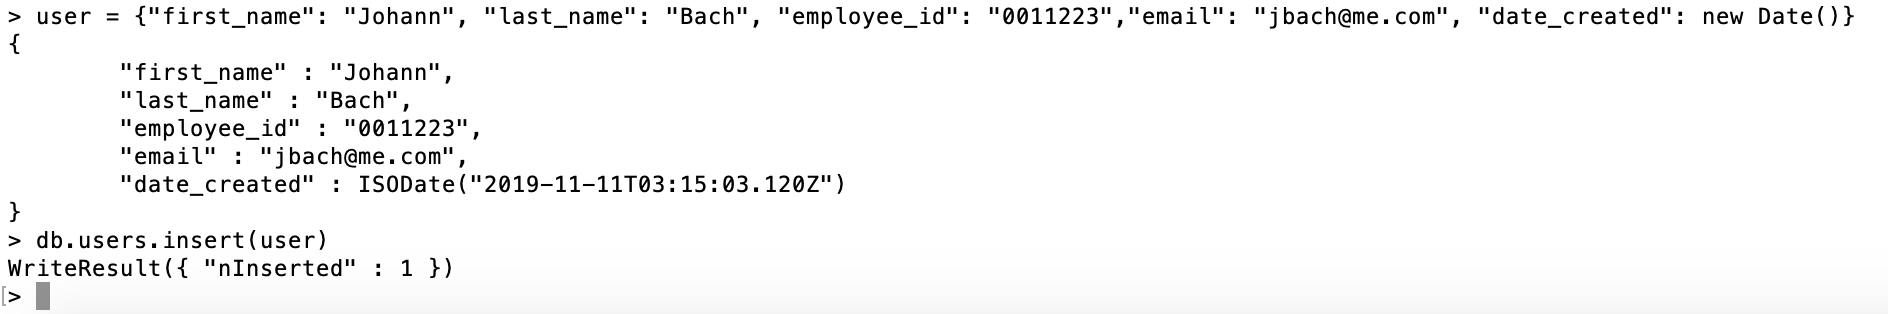 > user = {"first_name": "Johann", "last_name": "Bach", "employee_id": "0011223","email": "jbach@me.com", "date_created": new Date()}
{
        "first_name" : "Johann",
        "last_name" : "Bach",
        "employee_id" : "0011223",
        "email" : "jbach@me.com",
        "date_created" : ISODate("2019-11-11T03:15:03.120Z")
}
> db.users.insert(user)
WriteResult({ "nInserted" : 1 })
[>